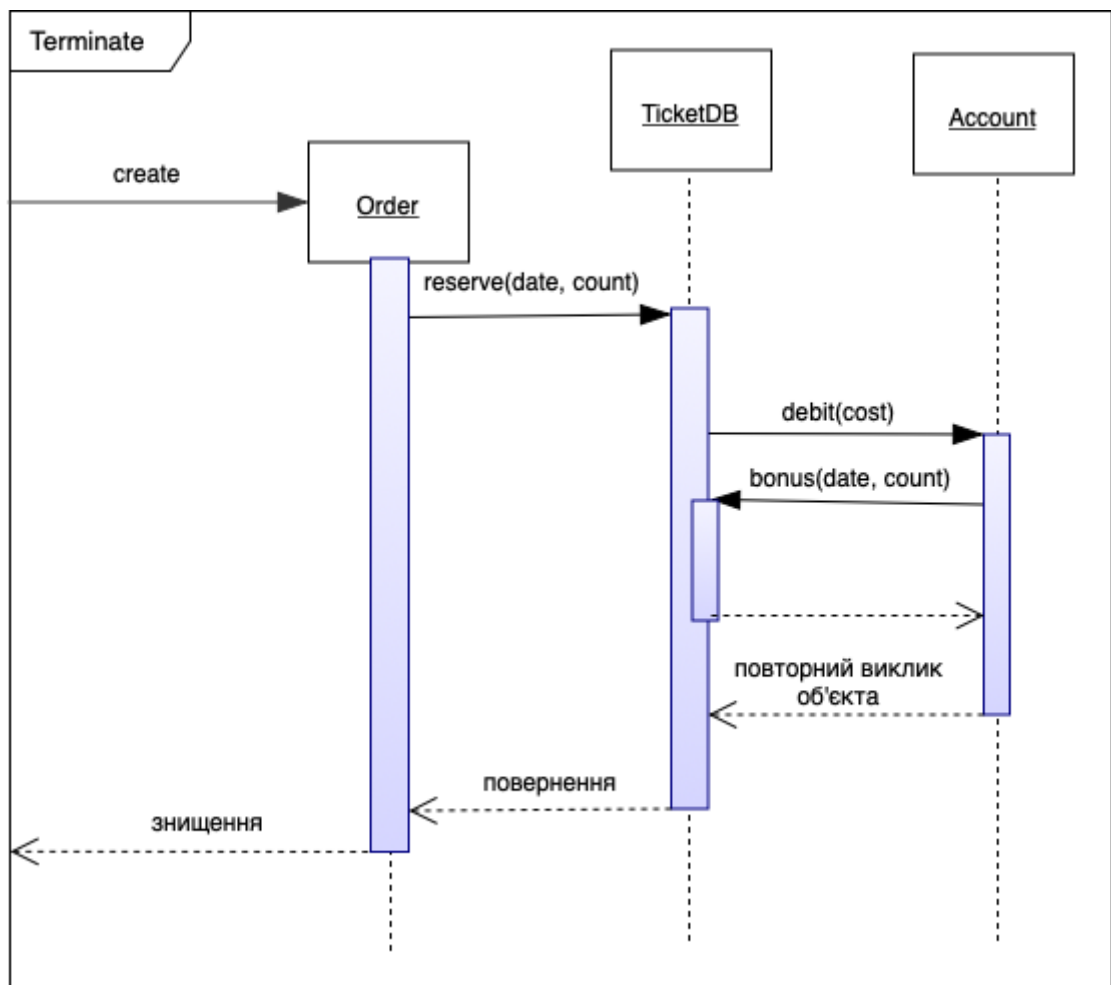 Terminate
TicketDB
Account
create
Order
reserve(date, count)
debit(cost)
bonus(date, count)
повторний виклик
об'єкта
повернення
знищення